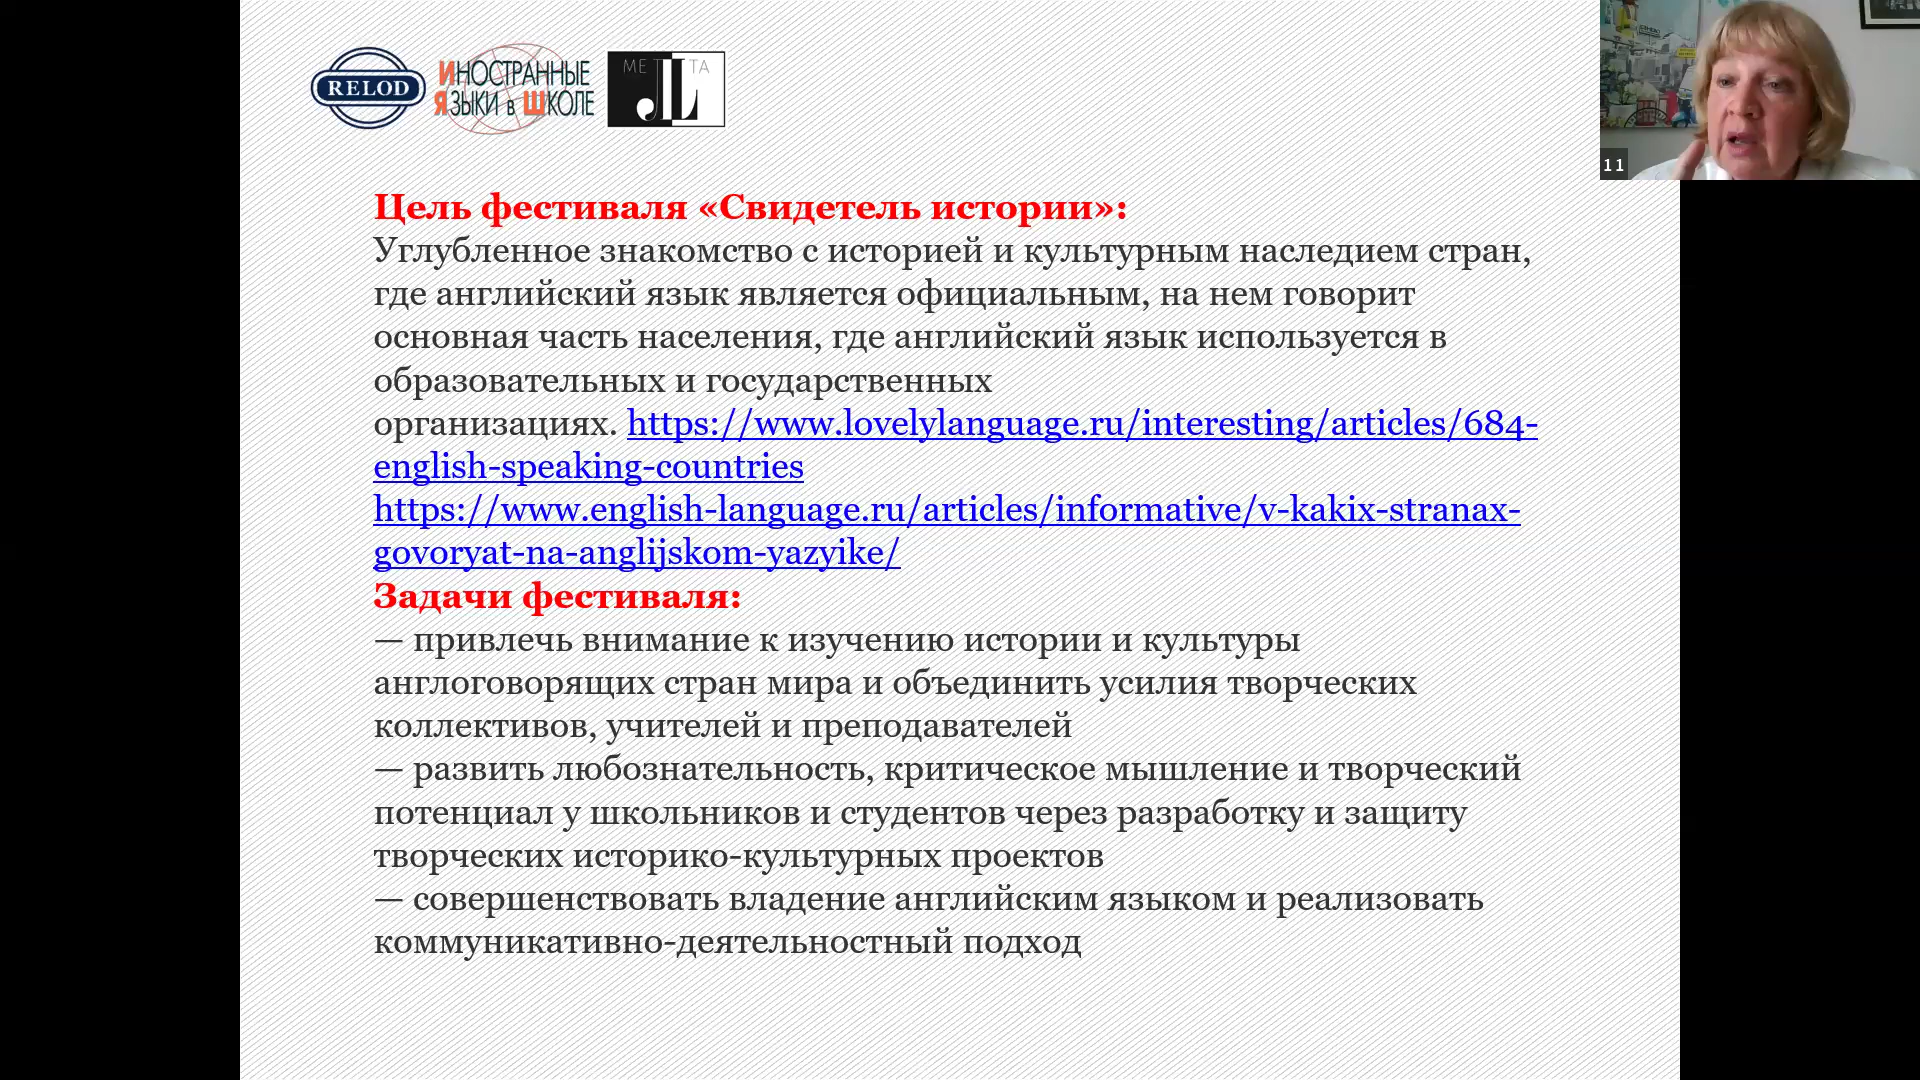 RELOD
ИНОСТРАННЫЕ
ЯЗЫКИ в ШКОЛЕ
МЕТА
JL
11
Цель фестиваля «Свидетель истории»:
Углубленное знакомство с историей и культурным наследием стран,
где английский язык является официальным, на нем говорит
основная часть населения, где английский язык используется в
образовательных и государственных
организациях. https://www.lovelylanguage.ru/interesting/articles/684-
english-speaking-countries
https://www.english-language.ru/articles/informative/v-kakix-stranax-
govoryat-na-anglijskom-yazyike/
Задачи фестиваля:
— привлечь внимание к изучению истории и культуры
англоговорящих стран мира и объединить усилия творческих
коллективов, учителей и преподавателей
— развить любознательность, критическое мышление и творческий
потенциал у школьников и студентов через разработку и защиту
творческих историко-культурных проектов
— совершенствовать владение английским языком и реализовать
коммуникативно-деятельностный подход